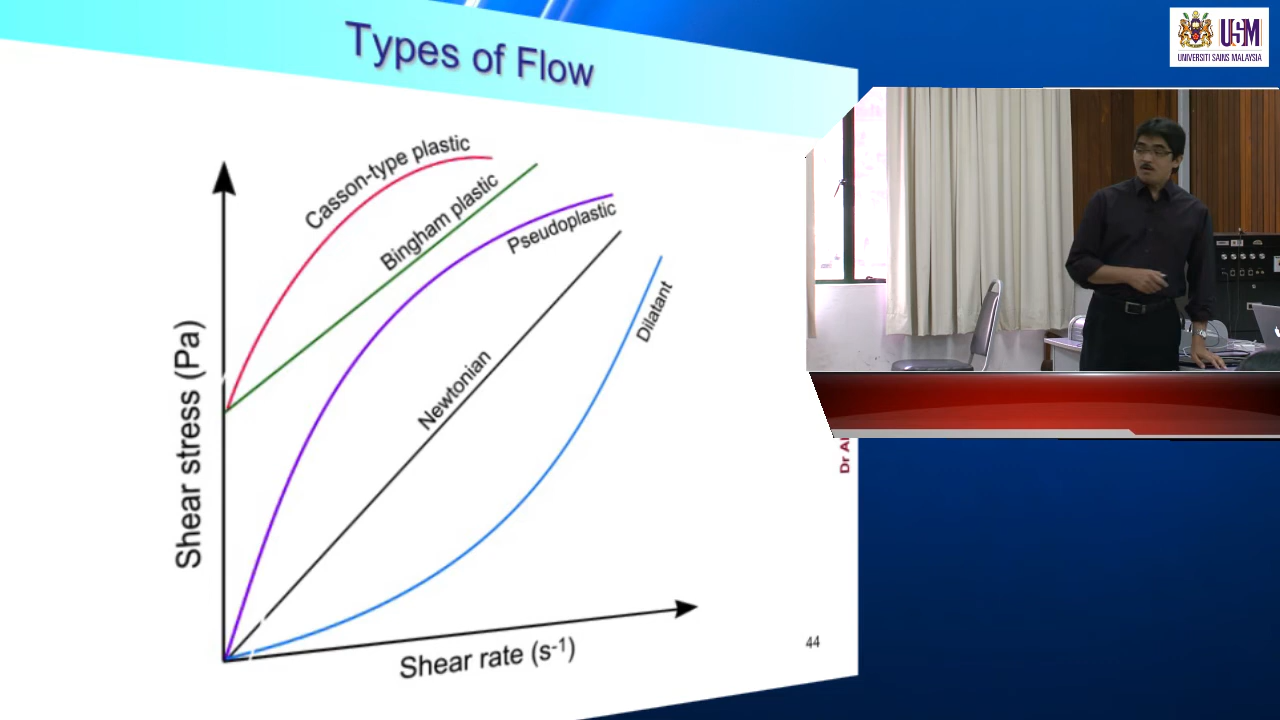 Types of Flow
USM
UNIVERSITI SAINS MALAYSIA
Casson-type plastic
Bingham plastic
Pseudoplastic
Newtonian
Dilatant
Shear stress (Pa)
Shear rate (s-1)
Dr
44